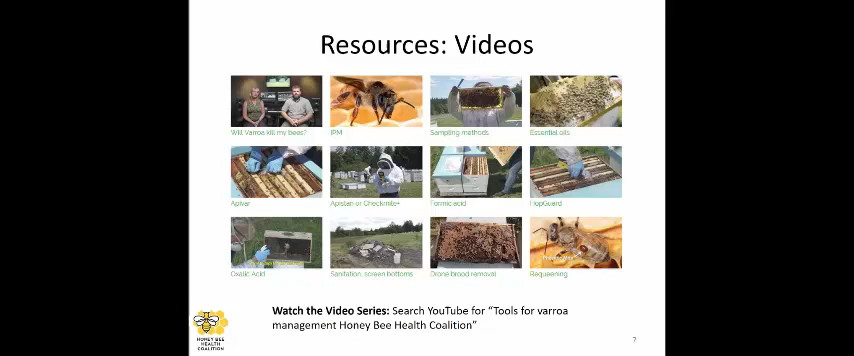 Resources: Videos
Will Varroa kill my bees?
IPM
Sampling methods
Essential oils
Apivar
Apistan or Checkmite+
Formic acid
HopGuard
Oxalic Acid
Sanitation, screen bottoms
Drone brood removal
Requeening
Watch the Video Series: Search YouTube for “Tools for varroa
management Honey Bee Health Coalition”
HONEY BEE
HEALTH
COALITION
7